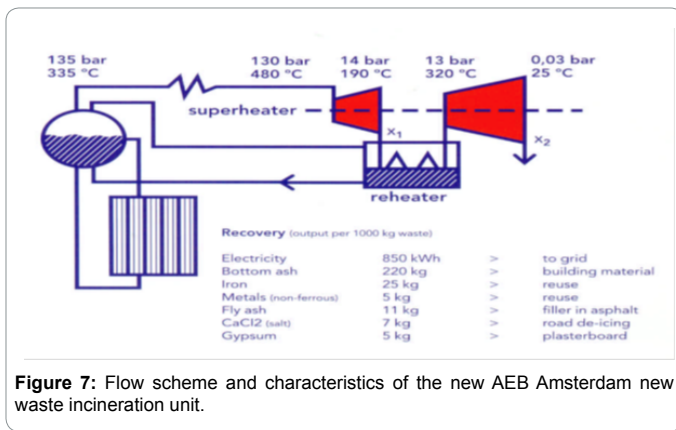 135 bar 130 bar 14 bar 13 bar 0,03 bar
335 °C 480 °C 190 °C 320 °C 25 °C
superheater
x1
x2
reheater
Recovery (output per 1000 kg waste)
Electricity 850 kWh > to grid
Bottom ash 220 kg > building material
Iron 25 kg > reuse
Metals (non-ferrous) 5 kg > reuse
Fly ash 11 kg > filler in asphalt
CaCl2 (salt) 7 kg > road de-icing
Gypsum 5 kg > plasterboard
Figure 7: Flow scheme and characteristics of the new AEB Amsterdam new
waste incineration unit.